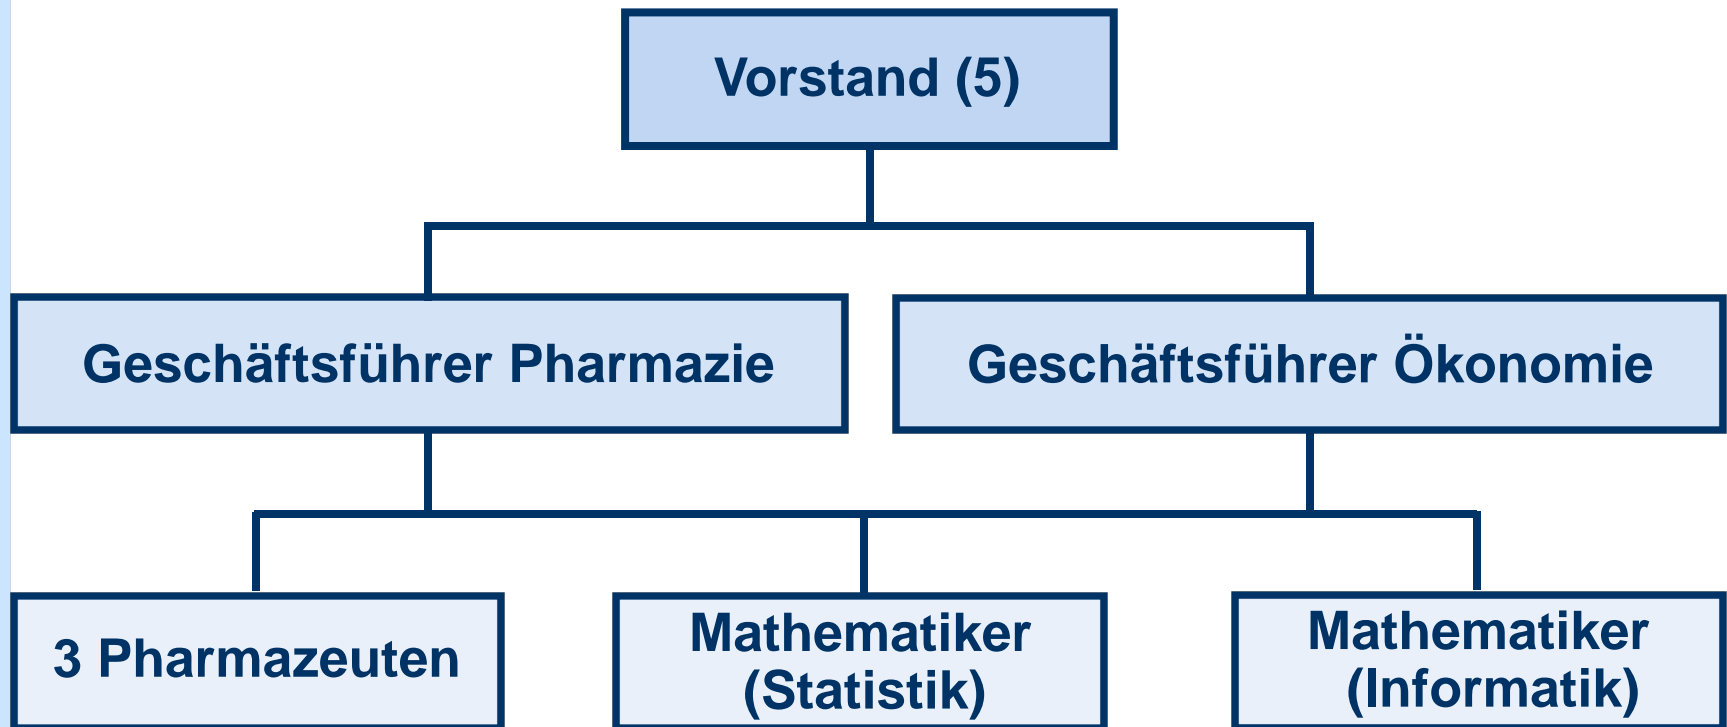 Vorstand (5)
Geschäftsführer Pharmazie
Geschäftsführer Ökonomie
3 Pharmazeuten
Mathematiker
(Statistik)
Mathematiker
(Informatik)